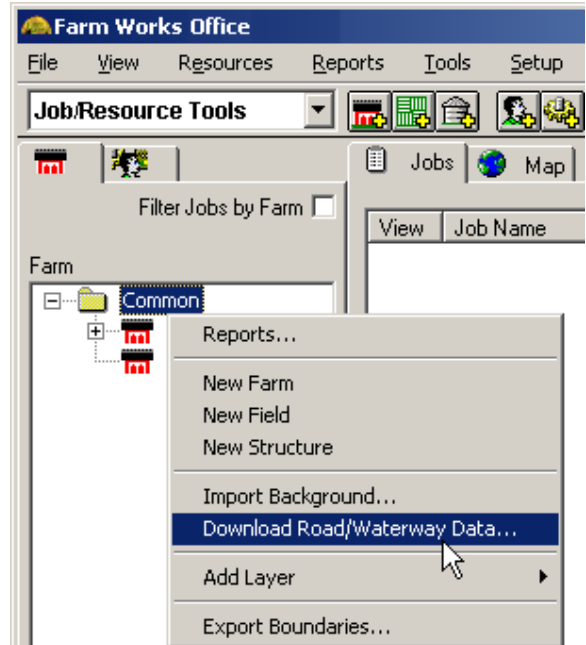 Farm Works Office
File View Resources Reports Tools Setup
Job/Resource Tools
Jobs Map
Filter Jobs by Farm
View Job Name
Farm
Common
Reports...
New Farm
New Field
New Structure
Import Background...
Download Road/Waterway Data...
Add Layer
Export Boundaries...